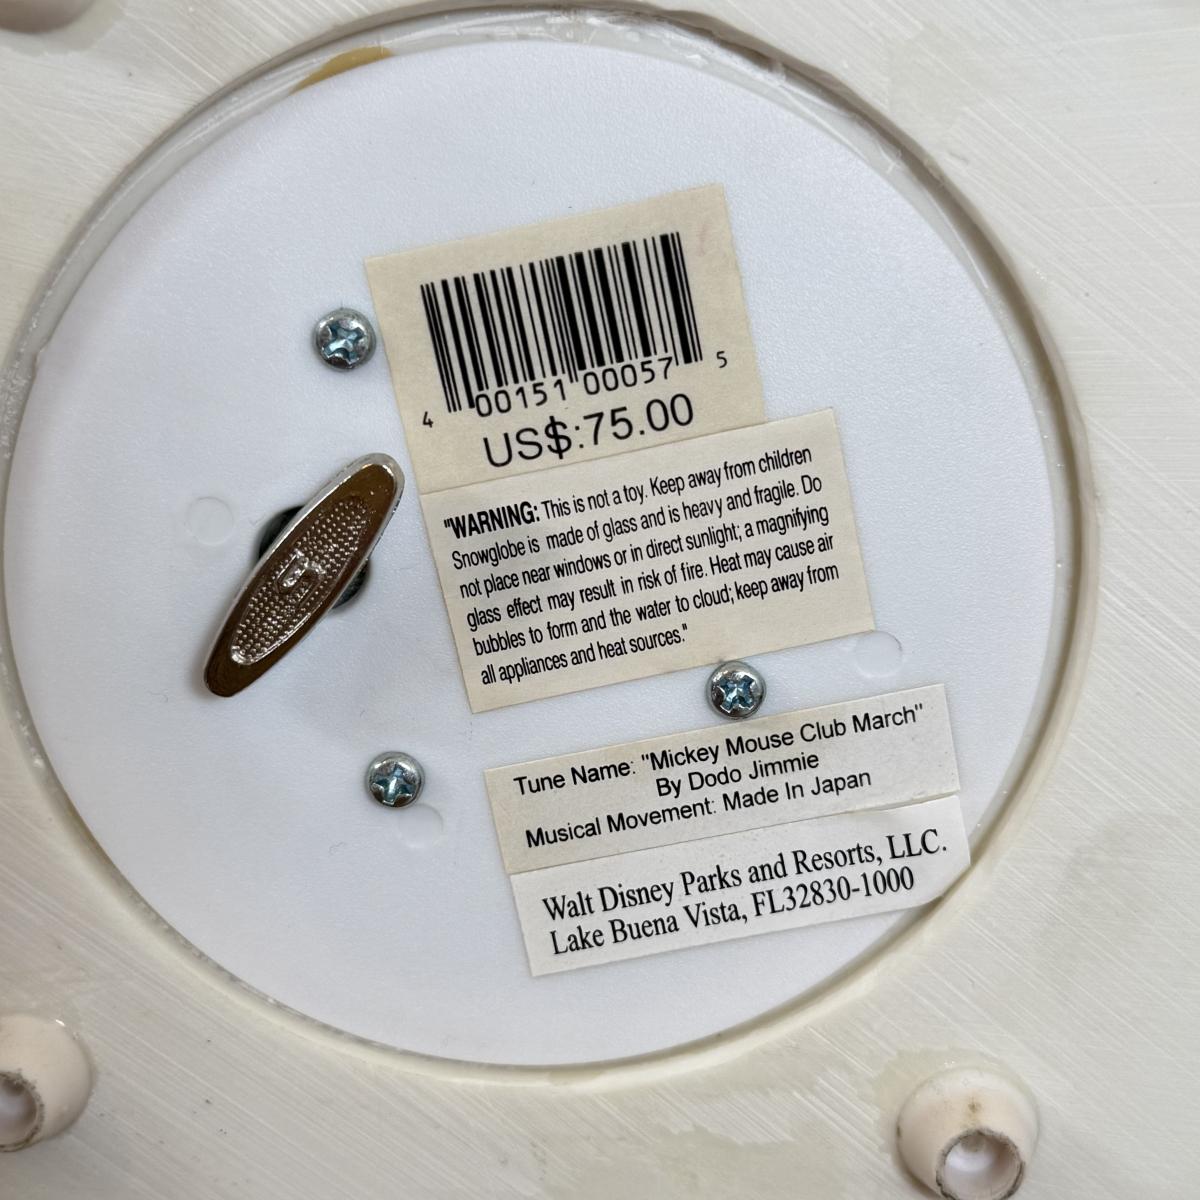 4 00151 00057 5
US$:75.00
"WARNING: This is not a toy. Keep away from children
Snowglobe is made of glass and is heavy and fragile. Do
not place near windows or in direct sunlight; a magnifying
glass effect may result in risk of fire. Heat may cause air
bubbles to form and the water to cloud; keep away from
all appliances and heat sources."
Tune Name: "Mickey Mouse Club March"
By Dodo Jimmie
Musical Movement: Made In Japan
Walt Disney Parks and Resorts, LLC.
Lake Buena Vista, FL32830-1000